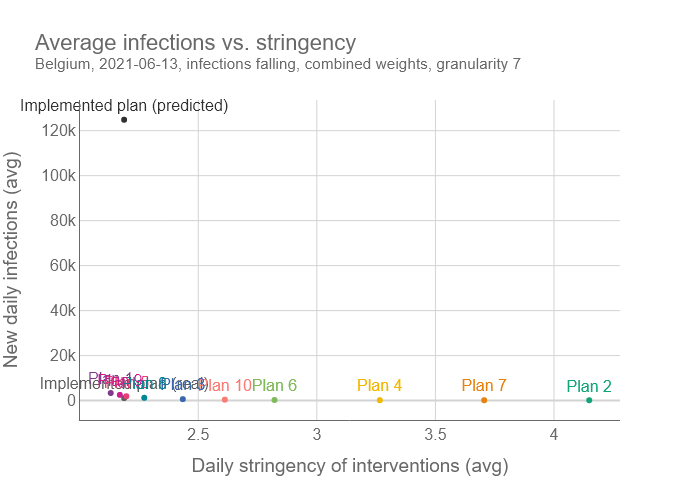 Average infections vs. stringency
Belgium, 2021-06-13, infections falling, combined weights, granularity 7
Implemented plan (predicted)
120k
100k
80k
60k
40k
20k
0
Plan 10
Plan 6
Plan 4
Plan 7
Plan 2
2.5
3
3.5
4
Daily stringency of interventions (avg)
New daily infections (avg)